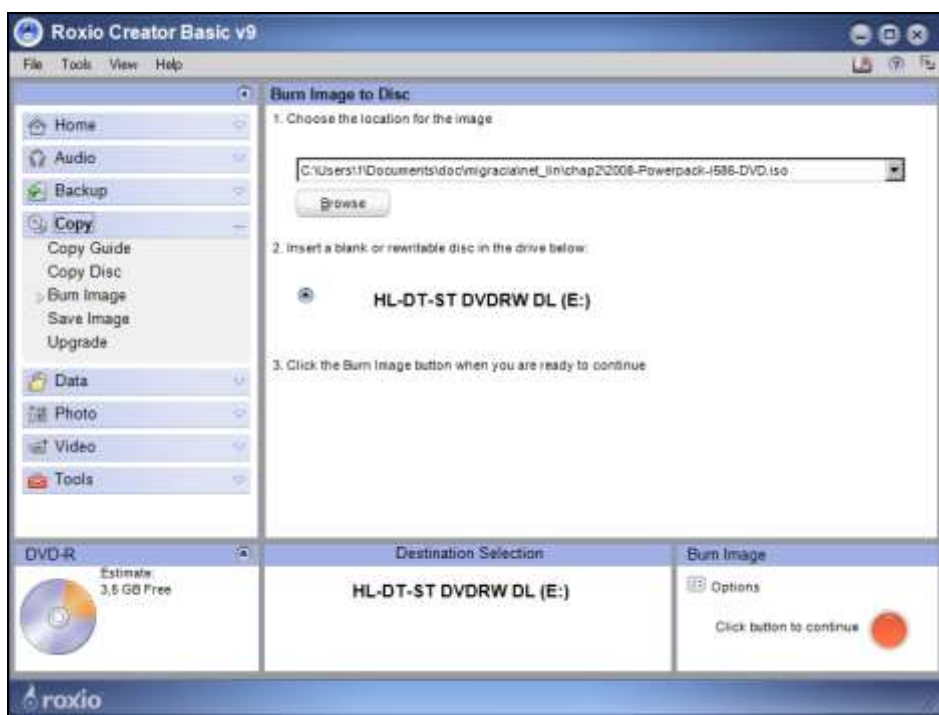 Roxio Creator Basic v9
File Tools View Help
Burn Image to Disc
Home
Audio
Backup
Copy
Copy Guide
Copy Disc
Burn Image
Save Image
Upgrade
Data
Photo
Video
Tools
1. Choose the location for the image
C:\Users\1\Documents\doc\migracia\net_lin\chap2\2008-Powerpack-i586-DVD.iso
Browse
2. Insert a blank or rewritable disc in the drive below:
HL-DT-ST DVDRW DL (E:)
3. Click the Burn Image button when you are ready to continue
DVD-R
Estimate:
3,6 GB Free
Destination Selection
HL-DT-ST DVDRW DL (E:)
Burn Image
Options
Click button to continue
roxio